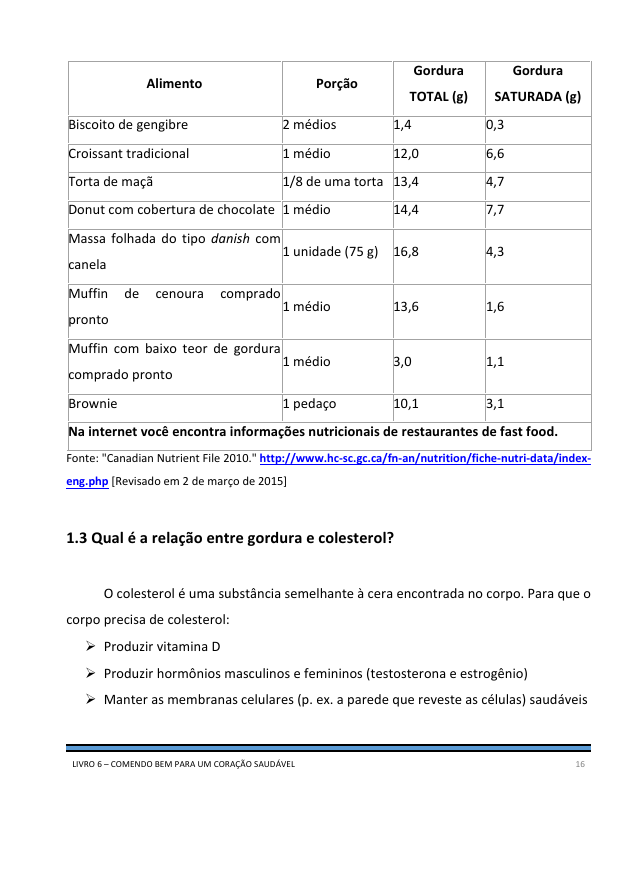 Alimento Porção Gordura TOTAL (g) Gordura SATURADA (g)
Biscoito de gengibre 2 médios 1,4 0,3
Croissant tradicional 1 médio 12,0 6,6
Torta de maçã 1/8 de uma torta 13,4 4,7
Donut com cobertura de chocolate 1 médio 14,4 7,7
Massa folhada do tipo danish com
canela 1 unidade (75 g) 16,8 4,3
Muffin de cenoura comprado
pronto 1 médio 13,6 1,6
Muffin com baixo teor de gordura
comprado pronto 1 médio 3,0 1,1
Brownie 1 pedaço 10,1 3,1
Na internet você encontra informações nutricionais de restaurantes de fast food.
Fonte: "Canadian Nutrient File 2010." http://www.hc-sc.gc.ca/fn-an/nutrition/fiche-nutri-data/index-
eng.php [Revisado em 2 de março de 2015]
1.3 Qual é a relação entre gordura e colesterol?
O colesterol é uma substância semelhante à cera encontrada no corpo. Para que o
corpo precisa de colesterol:
➢ Produzir vitamina D
➢ Produzir hormônios masculinos e femininos (testosterona e estrogênio)
➢ Manter as membranas celulares (p. ex. a parede que reveste as células) saudáveis
LIVRO 6 – COMENDO BEM PARA UM CORAÇÃO SAUDÁVEL 16